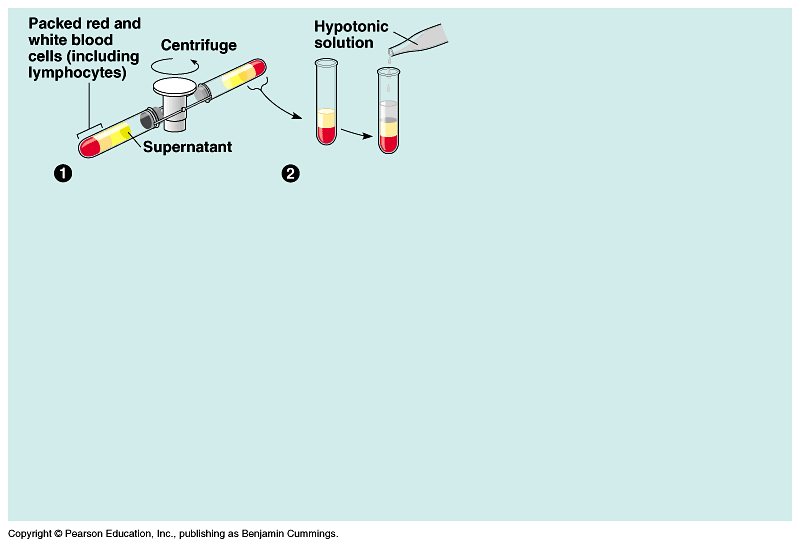 Packed red and
white blood
cells (including
lymphocytes)
Centrifuge
Supernatant
1
Hypotonic
solution
2
Copyright © Pearson Education, Inc., publishing as Benjamin Cummings.